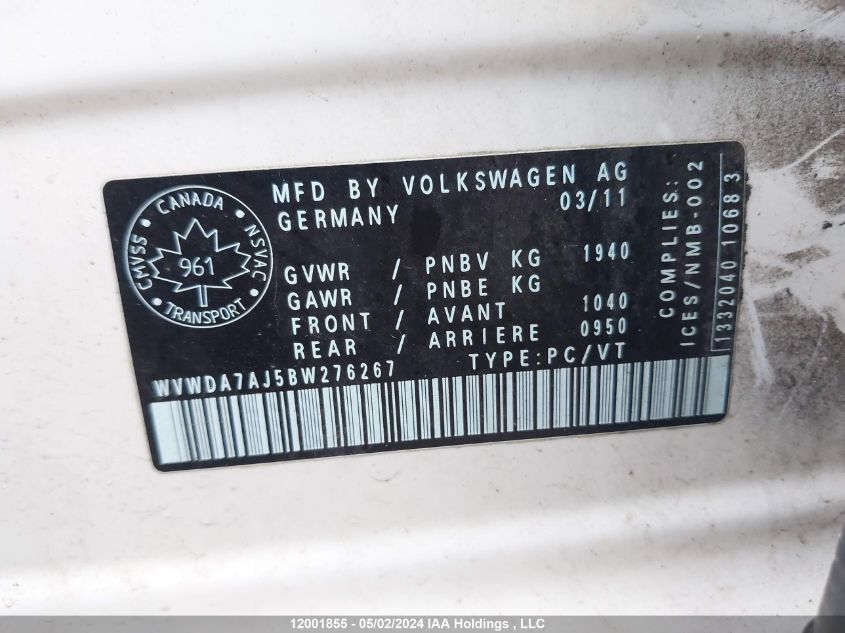 MFD BY VOLKSWAGEN AG
GERMANY 03/11
CANADA
CMVSS
NSVAC
961
TRANSPORT
GVWR / PNBV KG 1940
GAWR / PNBE KG
FRONT / AVANT 1040
REAR / ARRIERE 0950
WVWDA7AJ5BW276267 TYPE:PC/VT
COMPLIES:
ICES/NMB-002
1332040 10683
12001855 - 05/02/2024 IAA Holdings , LLC